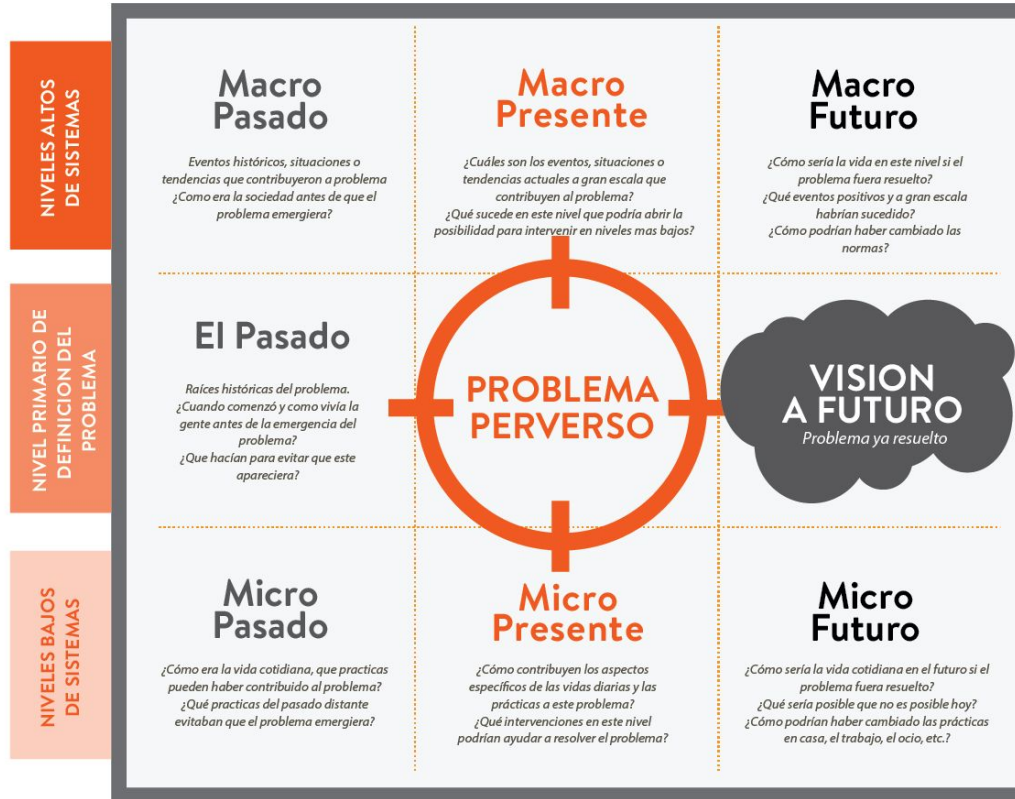 NIVELES ALTOS
DE SISTEMAS
Macro
Pasado
Eventos históricos, situaciones o
tendencias que contribuyeron a problema
¿Como era la sociedad antes de que el
problema emergiera?
Macro
Presente
¿Cuáles son los eventos, situaciones o
tendencias actuales a gran escala que
contribuyen al problema?
¿Qué sucede en este nivel que podría abrir la
posibilidad para intervenir en niveles mas bajos?
Macro
Futuro
¿Cómo sería la vida en este nivel si el
problema fuera resuelto?
¿Qué eventos positivos y a gran escala
habrían sucedido?
¿Cómo podrían haber cambiado las
normas?
NIVEL PRIMARIO DE
DEFINICION DEL
PROBLEMA
El Pasado
Raíces históricas del problema.
¿Cuando comenzó y como vivía la
gente antes de la emergencia del
problema?
¿Que hacían para evitar que este
apareciera?
PROBLEMA
PERVERSO
VISION
A FUTURO
Problema ya resuelto
NIVELES BAJOS
DE SISTEMAS
Micro
Pasado
¿Cómo era la vida cotidiana, que practicas
pueden haber contribuido al problema?
¿Qué practicas del pasado distante
evitaban que el problema emergiera?
Micro
Presente
¿Cómo contribuyen los aspectos
específicos de las vidas diarias y las
prácticas a este problema?
¿Qué intervenciones en este nivel
podrían ayudar a resolver el problema?
Micro
Futuro
¿Cómo sería la vida cotidiana en el futuro si el
problema fuera resuelto?
¿Qué sería posible que no es posible hoy?
¿Cómo podrían haber cambiado las prácticas
en casa, el trabajo, el ocio, etc.?